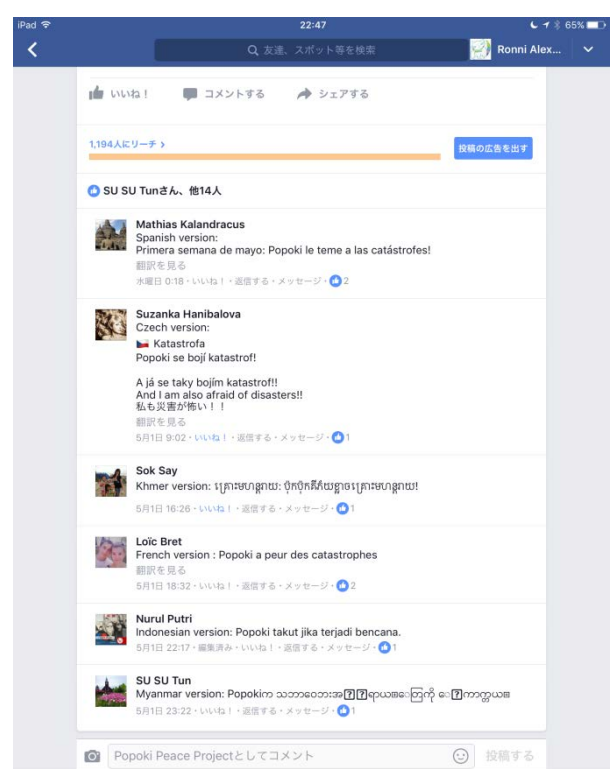 iPad 22:47 65%
友達、スポット等を検索 Ronni Alex...
いいね！ コメントする シェアする
1,194人にリーチ 投稿の広告を出す
SU SU Tunさん、他14人
Mathias Kalandracus
Spanish version:
Primera semana de mayo: Popoki le teme a las catástrofes!
翻訳を見る
水曜日 0:18・いいね！・返信する・メッセージ・2
Suzanka Hanibalova
Czech version:
🇨🇿 Katastrofa
Popoki se bojí katastrof!
A já se taky bojím katastrof!!
And I am also afraid of disasters!!
私も災害が怖い！！
翻訳を見る
5月1日 9:02・いいね！・返信する・メッセージ・1
Sok Say
Khmer version: គ្រោះមហន្តរាយ: ប៉ុកប៉ុកគីភ័យខ្លាចគ្រោះមហន្តរាយ!
5月1日 16:26・いいね！・返信する・メッセージ・1
Loïc Bret
French version : Popoki a peur des catastrophes
翻訳を見る
5月1日 18:32・いいね！・返信する・メッセージ・2
Nurul Putri
Indonesian version: Popoki takut jika terjadi bencana.
5月1日 22:17・編集済み・いいね！・返信する・メッセージ・1
SU SU Tun
Myanmar version: Popokiက
5月1日 23:22・いいね！・返信する・メッセージ・1
Popoki Peace Projectとしてコメント 投稿する